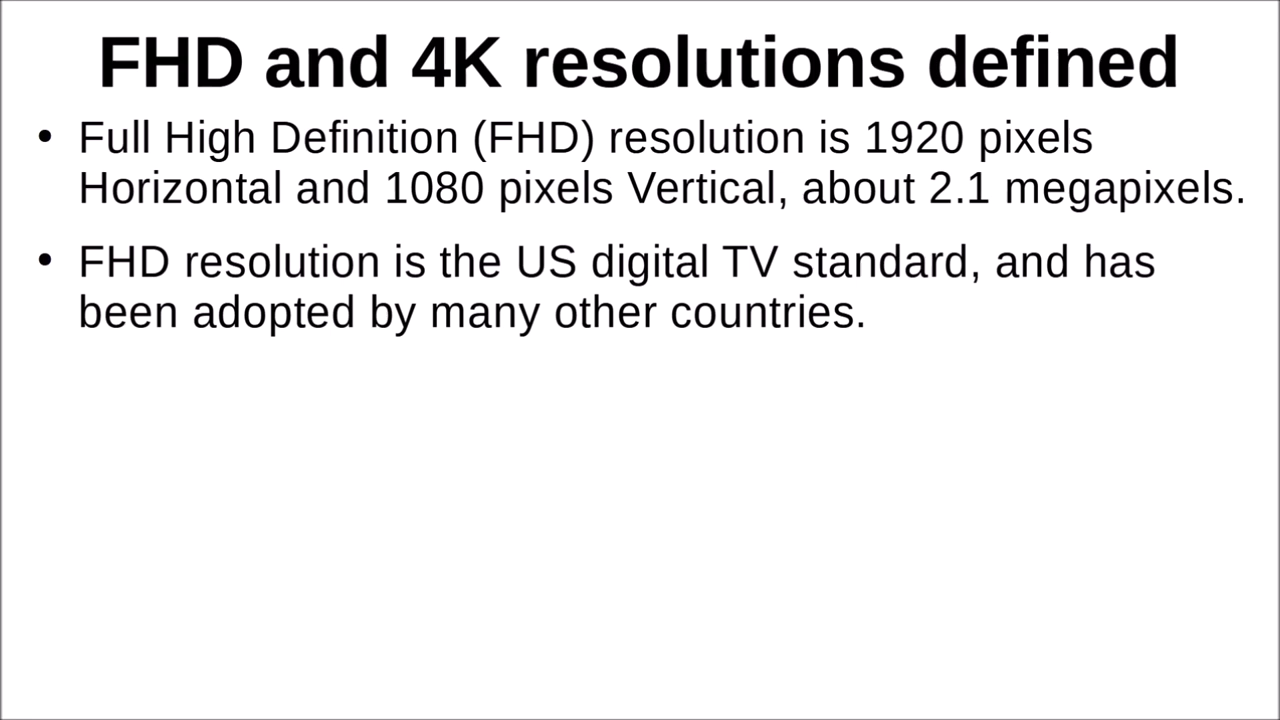 FHD and 4K resolutions defined
• Full High Definition (FHD) resolution is 1920 pixels
Horizontal and 1080 pixels Vertical, about 2.1 megapixels.
• FHD resolution is the US digital TV standard, and has
been adopted by many other countries.